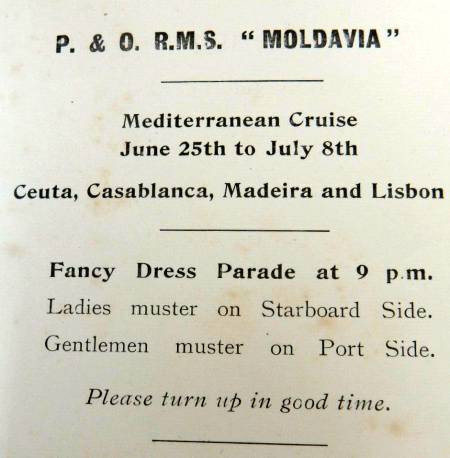 P. & O. R.M.S. "MOLDAVIA"
Mediterranean Cruise
June 25th to July 8th
Ceuta, Casablanca, Madeira and Lisbon
Fancy Dress Parade at 9 p.m.
Ladies muster on Starboard Side.
Gentlemen muster on Port Side.
Please turn up in good time.